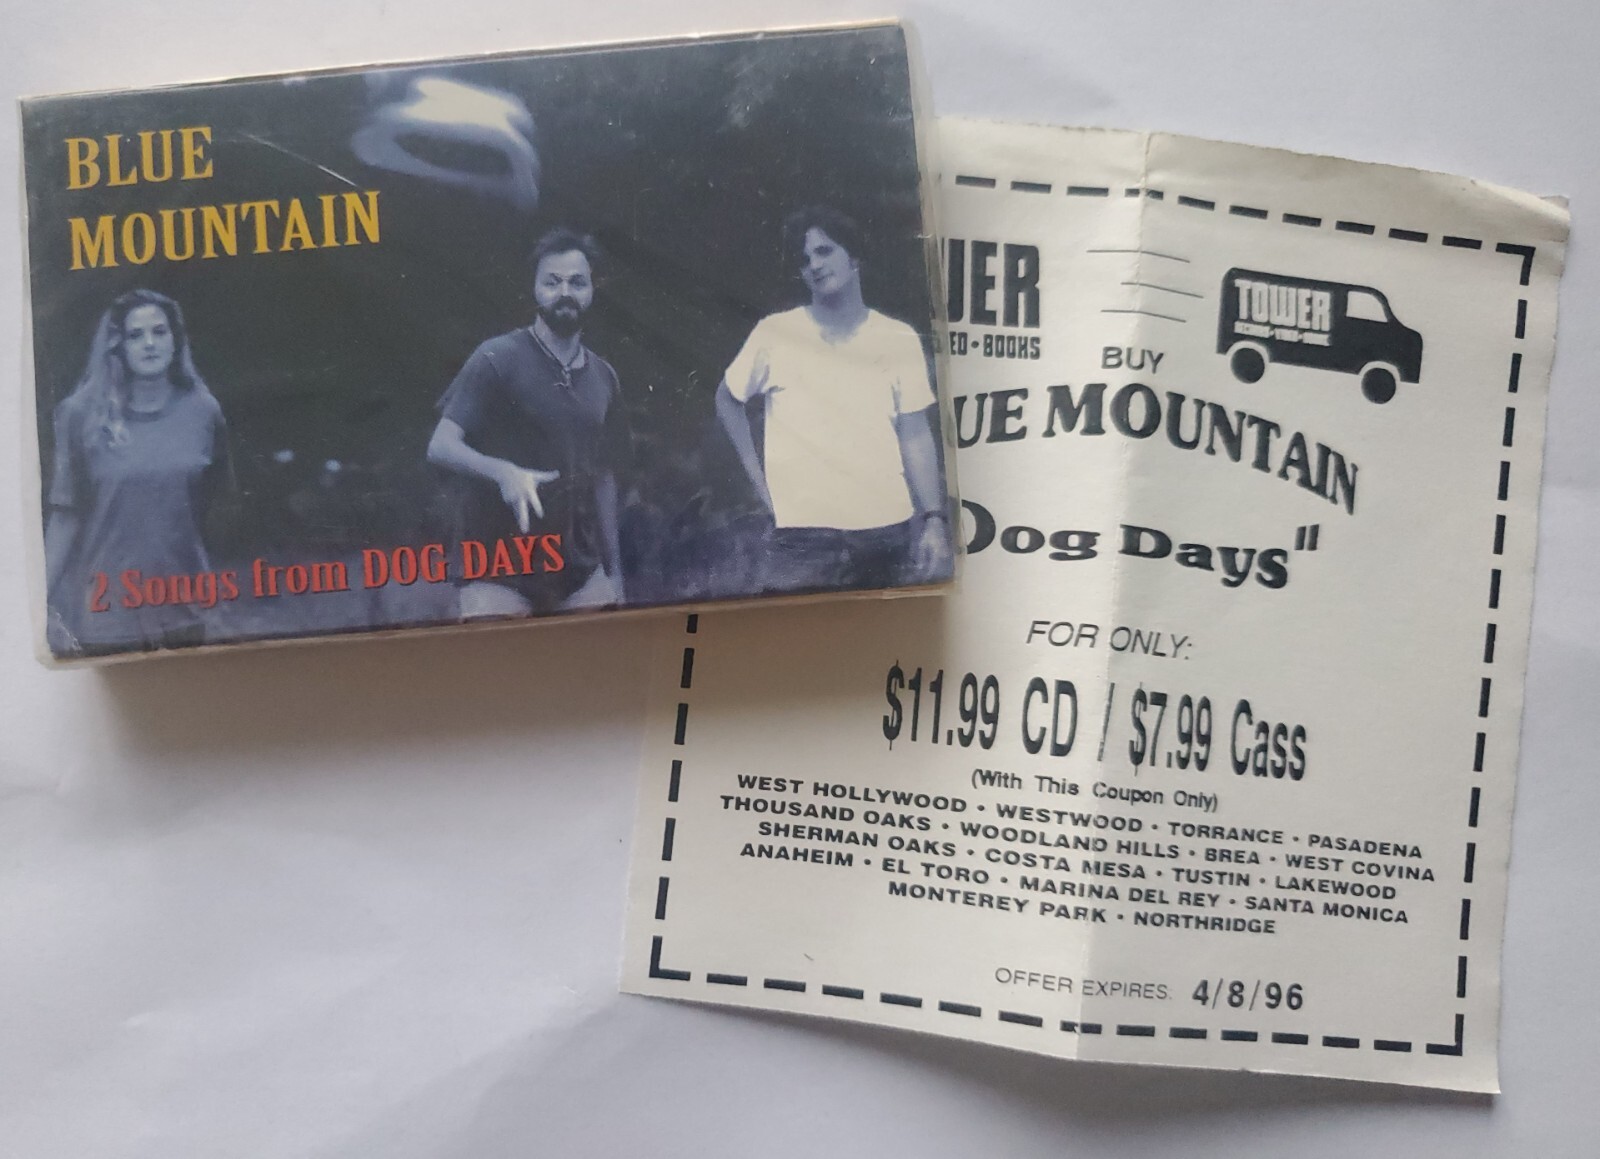 BLUE
MOUNTAIN
2 Songs from DOG DAYS
WER
ED • BOOKS
TOWER
BUY
UE MOUNTAIN
Dog Days"
FOR ONLY:
$11.99 CD / $7.99 Cass
(With This Coupon Only)
WEST HOLLYWOOD • WESTWOOD • TORRANCE • PASADENA
THOUSAND OAKS • WOODLAND HILLS • BREA • WEST COVINA
SHERMAN OAKS • COSTA MESA • TUSTIN • LAKEWOOD
ANAHEIM • EL TORO • MARINA DEL REY • SANTA MONICA
MONTEREY PARK • NORTHRIDGE
OFFER EXPIRES: 4/8/96